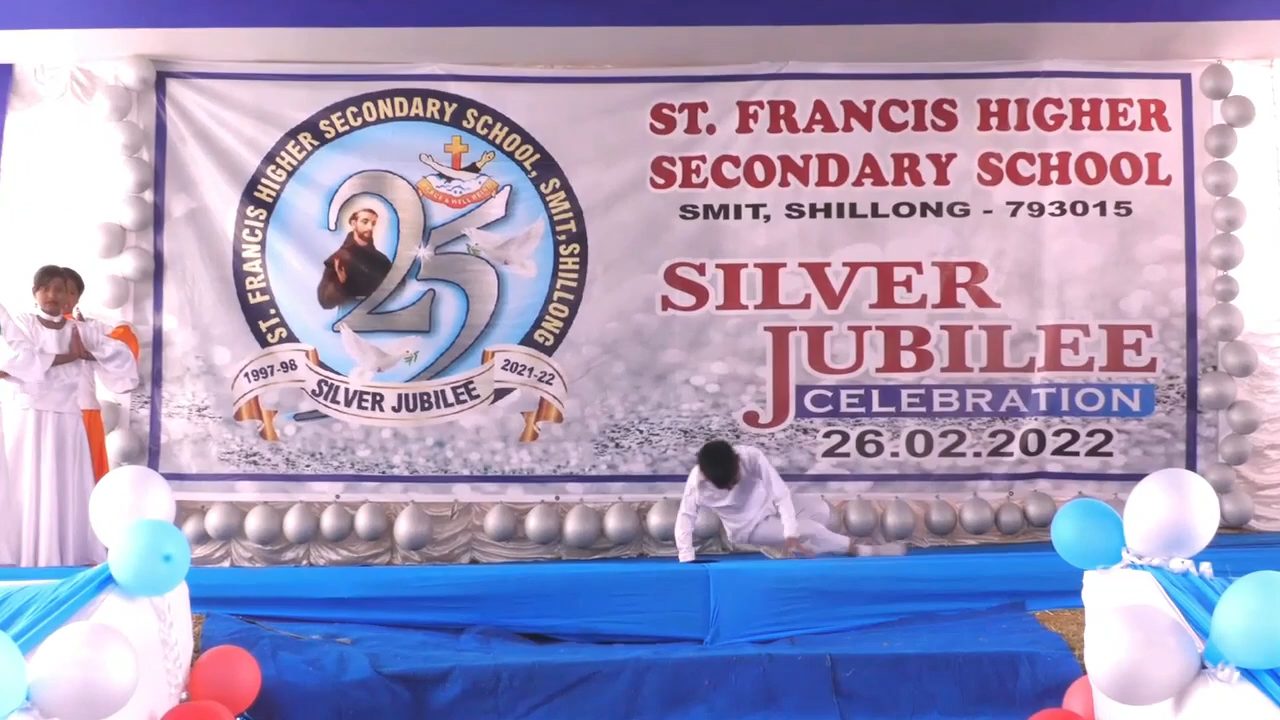 ST. FRANCIS HIGHER SECONDARY SCHOOL, SMIT, SHILLONG
25
1997-98
SILVER JUBILEE
2021-22
ST. FRANCIS HIGHER
SECONDARY SCHOOL
SMIT, SHILLONG - 793015
SILVER
JUBILEE
CELEBRATION
26.02.2022